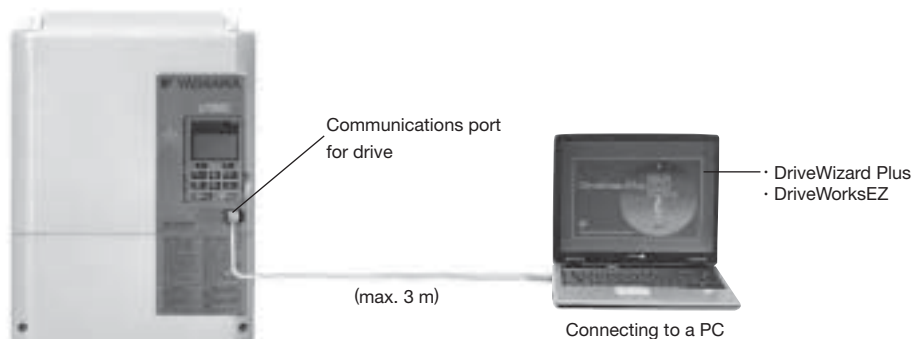 YASKAWA
Communications port
for drive
· DriveWizard Plus
· DriveWorksEZ
(max. 3 m)
Connecting to a PC